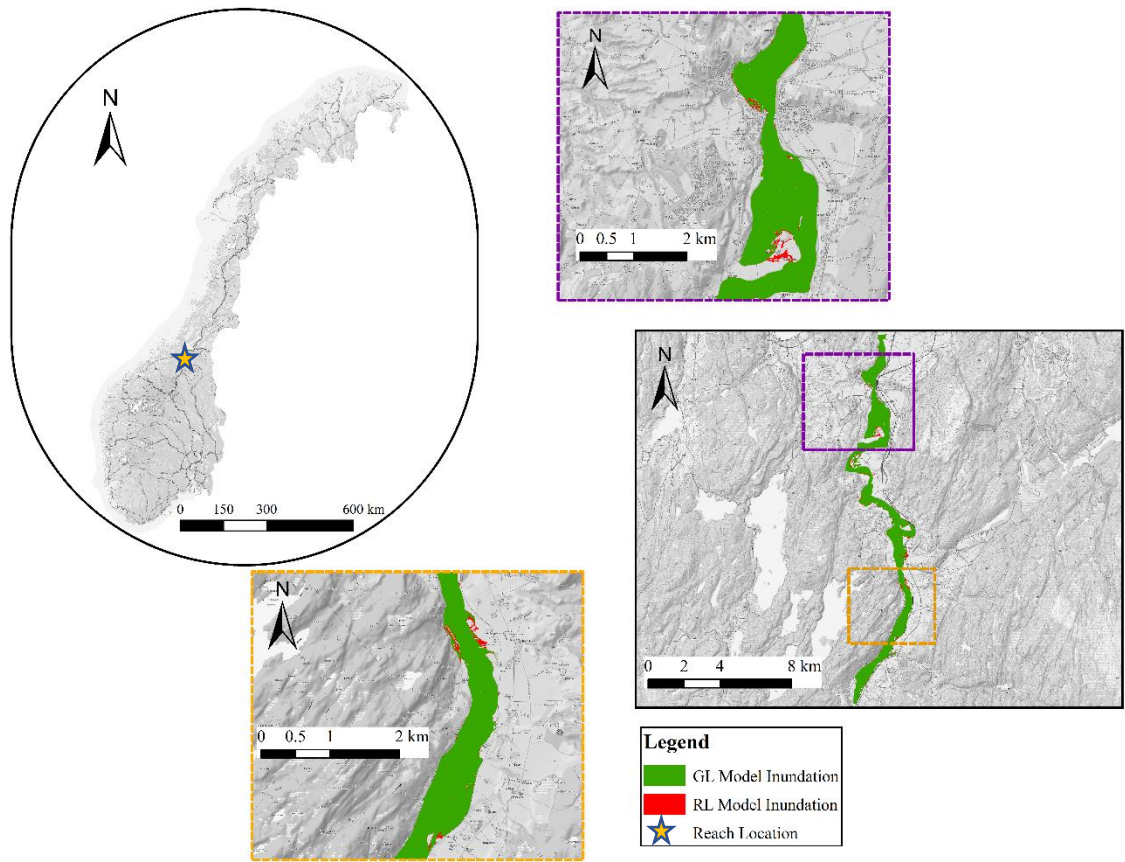 N
0 150 300 600 km
N
0 0.5 1 2 km
N
0 2 4 8 km
N
0 0.5 1 2 km
Legend
GL Model Inundation
RL Model Inundation
Reach Location